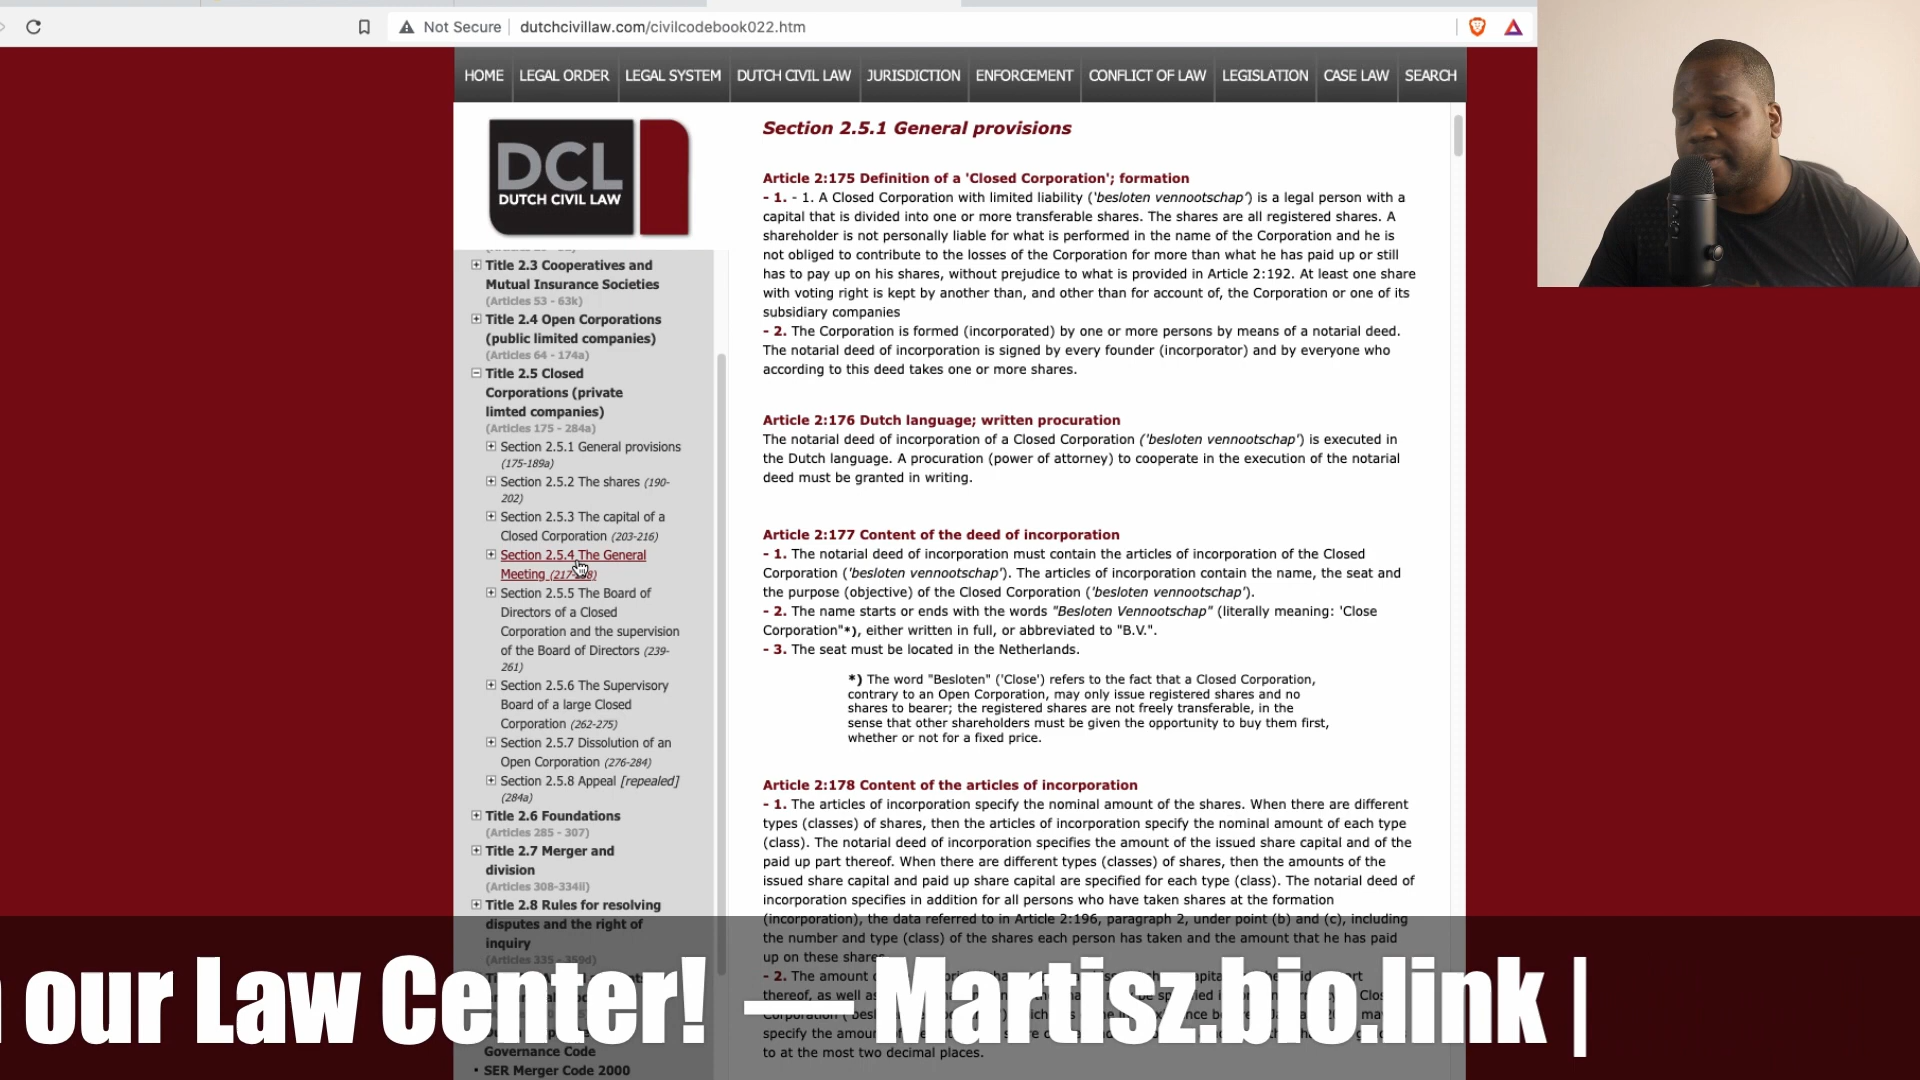 Not Secure
dutchcivillaw.com/civilcodebook022.htm
HOME
LEGAL ORDER
LEGAL SYSTEM
DUTCH CIVIL LAW
JURISDICTION
ENFORCEMENT
CONFLICT OF LAW
LEGISLATION
CASE LAW
SEARCH
DCL
DUTCH CIVIL LAW
Title 2.3 Cooperatives and
Mutual Insurance Societies
(Articles 53 - 63k)
Title 2.4 Open Corporations
(public limited companies)
(Articles 64 - 174a)
Title 2.5 Closed
Corporations (private
limted companies)
(Articles 175 - 284a)
Section 2.5.1 General provisions
(175-189a)
Section 2.5.2 The shares (190-
202)
Section 2.5.3 The capital of a
Closed Corporation (203-216)
Section 2.5.4 The General
Meeting
Section 2.5.5 The Board of
Directors of a Closed
Corporation and the supervision
of the Board of Directors (239-
261)
Section 2.5.6 The Supervisory
Board of a large Closed
Corporation (262-275)
Section 2.5.7 Dissolution of an
Open Corporation (276-284)
Section 2.5.8 Appeal [repealed]
(284a)
Title 2.6 Foundations
(Articles 285 - 307)
Title 2.7 Merger and
division
(Articles 308-334ii)
Title 2.8 Rules for resolving
disputes and the right of
inquiry
Governance Code
• SER Merger Code 2000
Section 2.5.1 General provisions
Article 2:175 Definition of a 'Closed Corporation'; formation
- 1. - 1. A Closed Corporation with limited liability ('besloten vennootschap') is a legal person with a
capital that is divided into one or more transferable shares. The shares are all registered shares. A
shareholder is not personally liable for what is performed in the name of the Corporation and he is
not obliged to contribute to the losses of the Corporation for more than what he has paid up or still
has to pay up on his shares, without prejudice to what is provided in Article 2:192. At least one share
with voting right is kept by another than, and other than for account of, the Corporation or one of its
subsidiary companies
- 2. The Corporation is formed (incorporated) by one or more persons by means of a notarial deed.
The notarial deed of incorporation is signed by every founder (incorporator) and by everyone who
according to this deed takes one or more shares.
Article 2:176 Dutch language; written procuration
The notarial deed of incorporation of a Closed Corporation ('besloten vennootschap') is executed in
the Dutch language. A procuration (power of attorney) to cooperate in the execution of the notarial
deed must be granted in writing.
Article 2:177 Content of the deed of incorporation
- 1. The notarial deed of incorporation must contain the articles of incorporation of the Closed
Corporation ('besloten vennootschap'). The articles of incorporation contain the name, the seat and
the purpose (objective) of the Closed Corporation ('besloten vennootschap').
- 2. The name starts or ends with the words "Besloten Vennootschap" (literally meaning: 'Close
Corporation"*), either written in full, or abbreviated to "B.V.".
- 3. The seat must be located in the Netherlands.
*) The word "Besloten" ('Close') refers to the fact that a Closed Corporation,
contrary to an Open Corporation, may only issue registered shares and no
shares to bearer; the registered shares are not freely transferable, in the
sense that other shareholders must be given the opportunity to buy them first,
whether or not for a fixed price.
Article 2:178 Content of the articles of incorporation
- 1. The articles of incorporation specify the nominal amount of the shares. When there are different
types (classes) of shares, then the articles of incorporation specify the nominal amount of each type
(class). The notarial deed of incorporation specifies the amount of the issued share capital and of the
paid up part thereof. When there are different types (classes) of shares, then the amounts of the
issued share capital and paid up share capital are specified for each type (class). The notarial deed of
incorporation specifies in addition for all persons who have taken shares at the formation
(incorporation), the data referred to in Article 2:196, paragraph 2, under point (b) and (c), including
the number and type (class) of the shares each person has taken and the amount that he has paid
up on these shares
- 2. The amount
thereof, as well as
specify the amount
to at the most two decimal places.
our Law Center! — Martisz.bio.link |